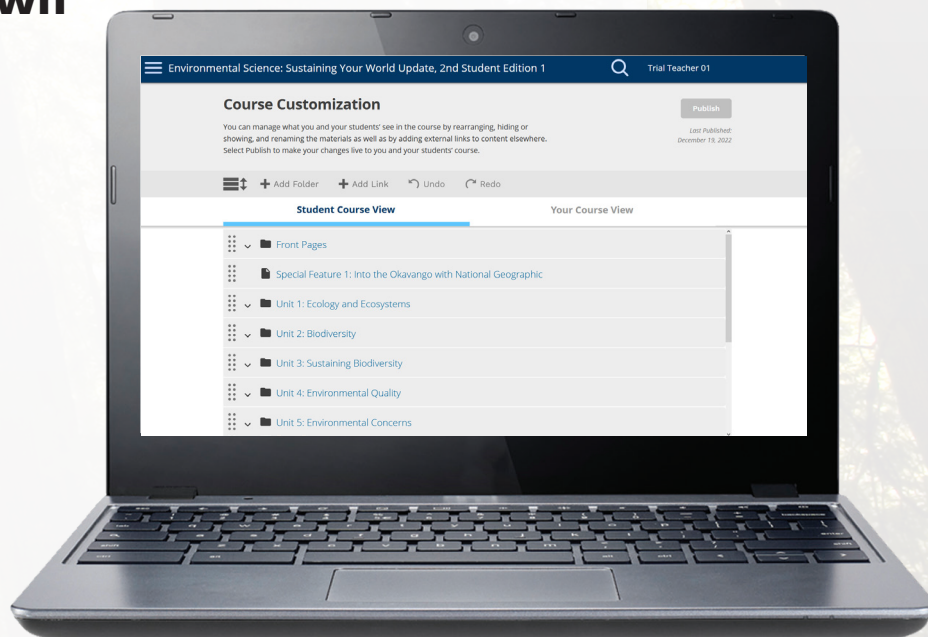 Environmental Science: Sustaining Your World Update, 2nd Student Edition 1
Trial Teacher 01
Course Customization
Publish
You can manage what you and your students' see in the course by rearranging, hiding or
showing, and renaming the materials as well as by adding external links to content elsewhere.
Select Publish to make your changes live to you and your students' course.
Last Published:
December 19, 2022
Add Folder
Add Link
Undo
Redo
Student Course View
Your Course View
Front Pages
Special Feature 1: Into the Okavango with National Geographic
Unit 1: Ecology and Ecosystems
Unit 2: Biodiversity
Unit 3: Sustaining Biodiversity
Unit 4: Environmental Quality
Unit 5: Environmental Concerns